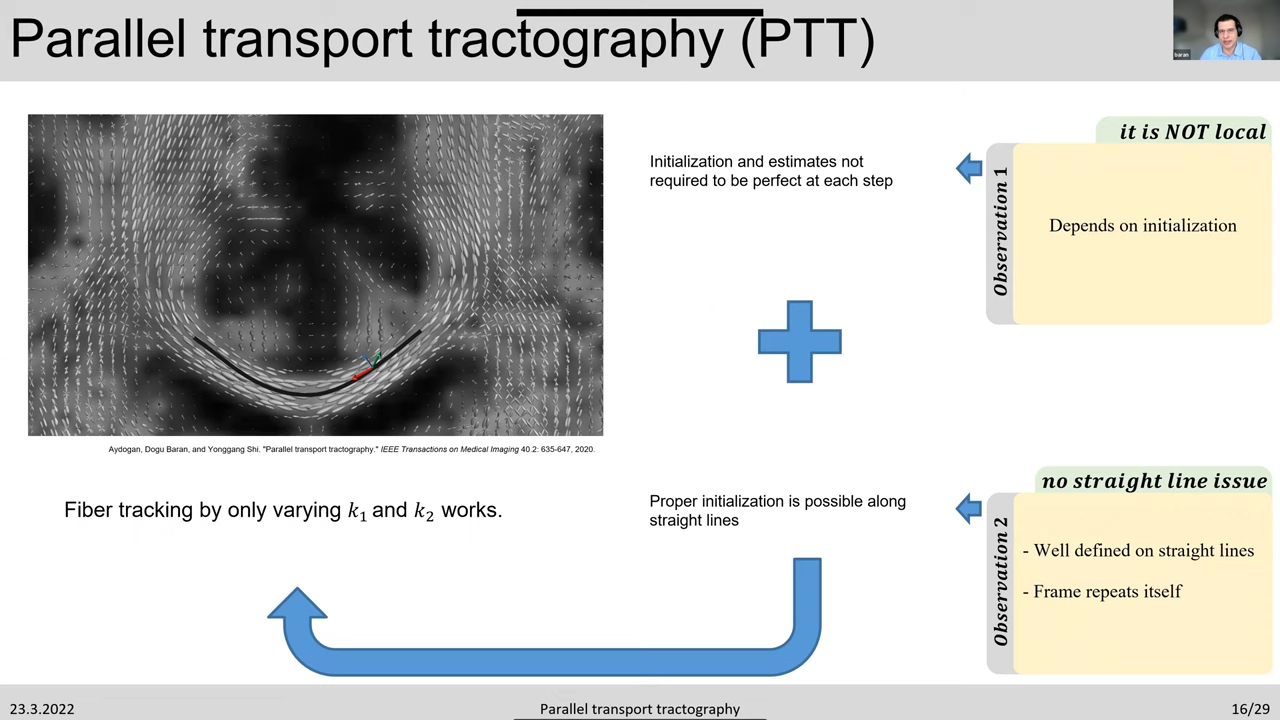 Parallel transport tractography (PTT)
baran
Initialization and estimates not
required to be perfect at each step
it is NOT local
Observation 1
Depends on initialization
Aydogan, Dogu Baran, and Yonggang Shi. "Parallel transport tractography." IEEE Transactions on Medical Imaging 40.2: 635-647, 2020.
Fiber tracking by only varying k₁ and k₂ works.
Proper initialization is possible along
straight lines
no straight line issue
Observation 2
- Well defined on straight lines
- Frame repeats itself
23.3.2022
Parallel transport tractography
16/29